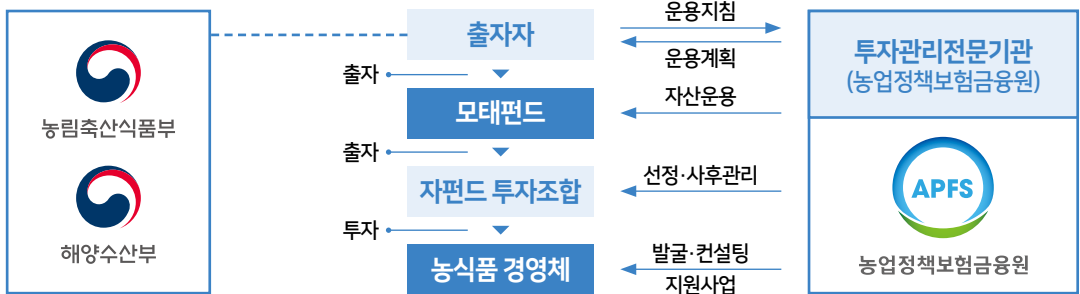 농림축산식품부
해양수산부
출자자
출자
모태펀드
출자
자펀드 투자조합
투자
농식품 경영체
운용지침
운용계획
자산운용
선정·사후관리
발굴·컨설팅
지원사업
투자관리전문기관
(농업정책보험금융원)
APFS
농업정책보험금융원